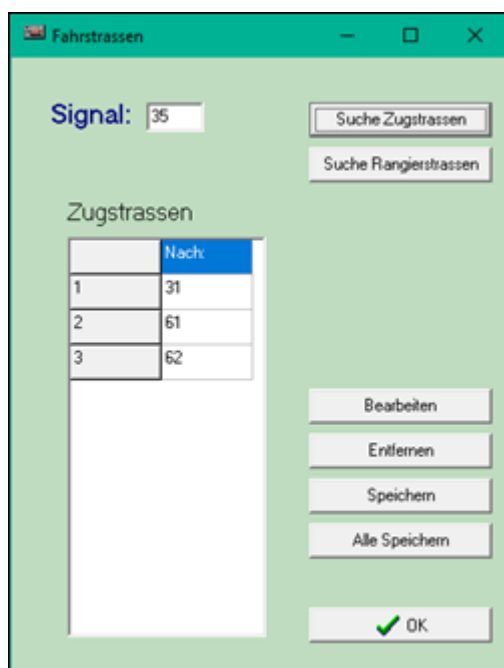 Fahrstrassen
Signal: 35
Suche Zugstrassen
Suche Rangierstrassen
Zugstrassen
Nach:
1 31
2 61
3 62
Bearbeiten
Entfernen
Speichern
Alle Speichern
OK